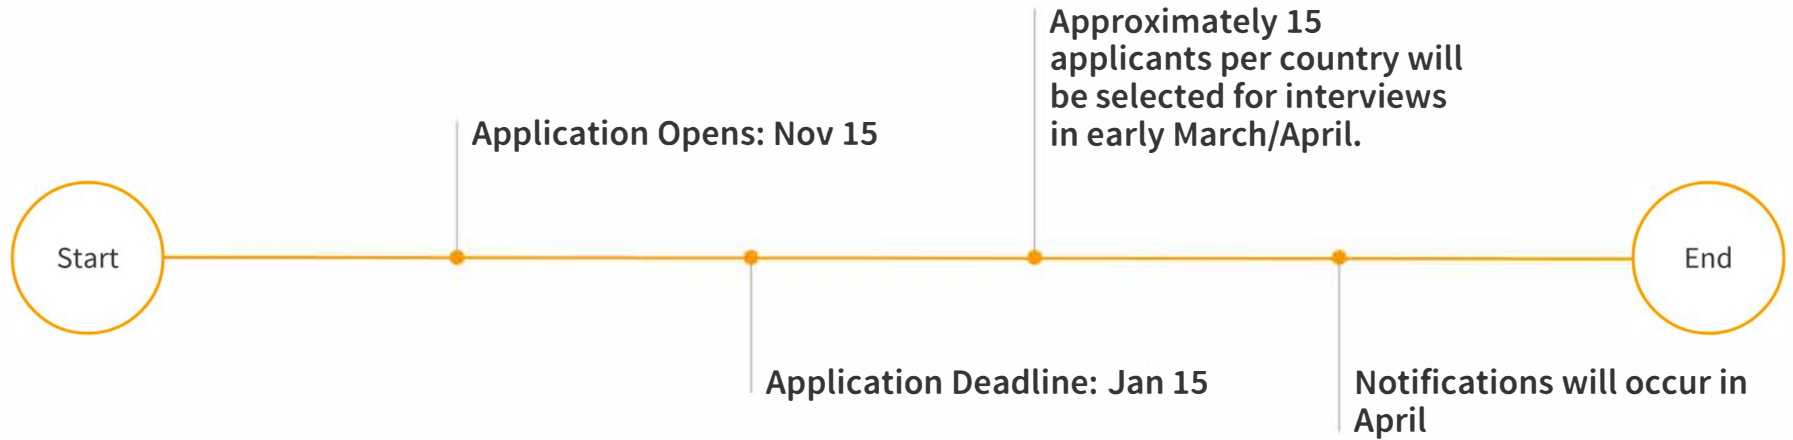 Start
Application Opens: Nov 15
Application Deadline: Jan 15
Approximately 15
applicants per country will
be selected for interviews
in early March/April.
Notifications will occur in
April
End